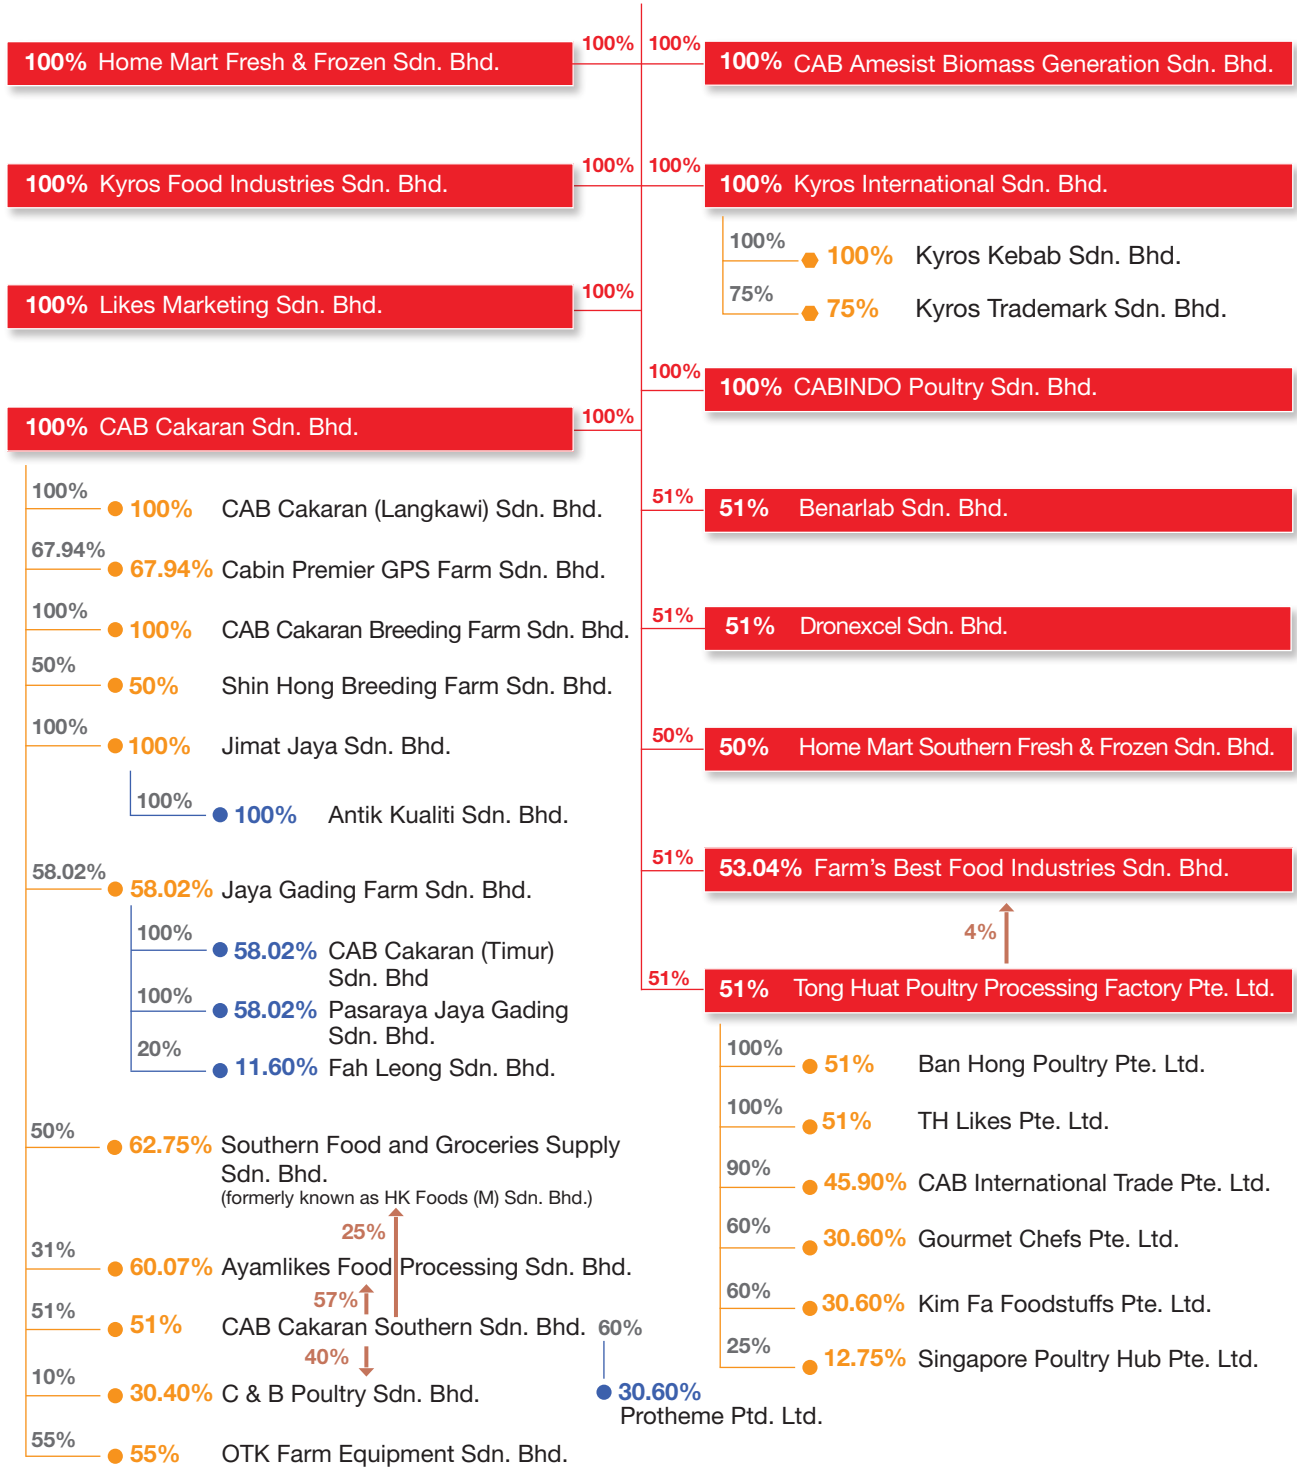 100% Home Mart Fresh & Frozen Sdn. Bhd.
100%
100% Kyros Food Industries Sdn. Bhd.
100%
100% Likes Marketing Sdn. Bhd.
100%
100% CAB Cakaran Sdn. Bhd.
100%
100%
100% CAB Cakaran (Langkawi) Sdn. Bhd.
67.94%
67.94% Cabin Premier GPS Farm Sdn. Bhd.
100%
100% CAB Cakaran Breeding Farm Sdn. Bhd.
50%
50% Shin Hong Breeding Farm Sdn. Bhd.
100%
100% Jimat Jaya Sdn. Bhd.
100%
100% Antik Kualiti Sdn. Bhd.
58.02%
58.02% Jaya Gading Farm Sdn. Bhd.
100%
58.02% CAB Cakaran (Timur)
Sdn. Bhd
100%
58.02% Pasaraya Jaya Gading
Sdn. Bhd.
20%
11.60% Fah Leong Sdn. Bhd.
50%
62.75% Southern Food and Groceries Supply
Sdn. Bhd.
(formerly known as HK Foods (M) Sdn. Bhd.)
25%
31%
60.07% Ayamlikes Food Processing Sdn. Bhd.
57%
51%
51% CAB Cakaran Southern Sdn. Bhd. 60%
40%
10%
30.40% C & B Poultry Sdn. Bhd.
30.60%
Protheme Ptd. Ltd.
55%
55% OTK Farm Equipment Sdn. Bhd.
100%
100% CAB Amesist Biomass Generation Sdn. Bhd.
100%
100% Kyros International Sdn. Bhd.
100%
100% Kyros Kebab Sdn. Bhd.
75%
75% Kyros Trademark Sdn. Bhd.
100%
100% CABINDO Poultry Sdn. Bhd.
51%
51% Benarlab Sdn. Bhd.
51%
51% Dronexcel Sdn. Bhd.
50%
50% Home Mart Southern Fresh & Frozen Sdn. Bhd.
51%
53.04% Farm's Best Food Industries Sdn. Bhd.
4%
51%
51% Tong Huat Poultry Processing Factory Pte. Ltd.
100%
51% Ban Hong Poultry Pte. Ltd.
100%
51% TH Likes Pte. Ltd.
90%
45.90% CAB International Trade Pte. Ltd.
60%
30.60% Gourmet Chefs Pte. Ltd.
60%
30.60% Kim Fa Foodstuffs Pte. Ltd.
25%
12.75% Singapore Poultry Hub Pte. Ltd.